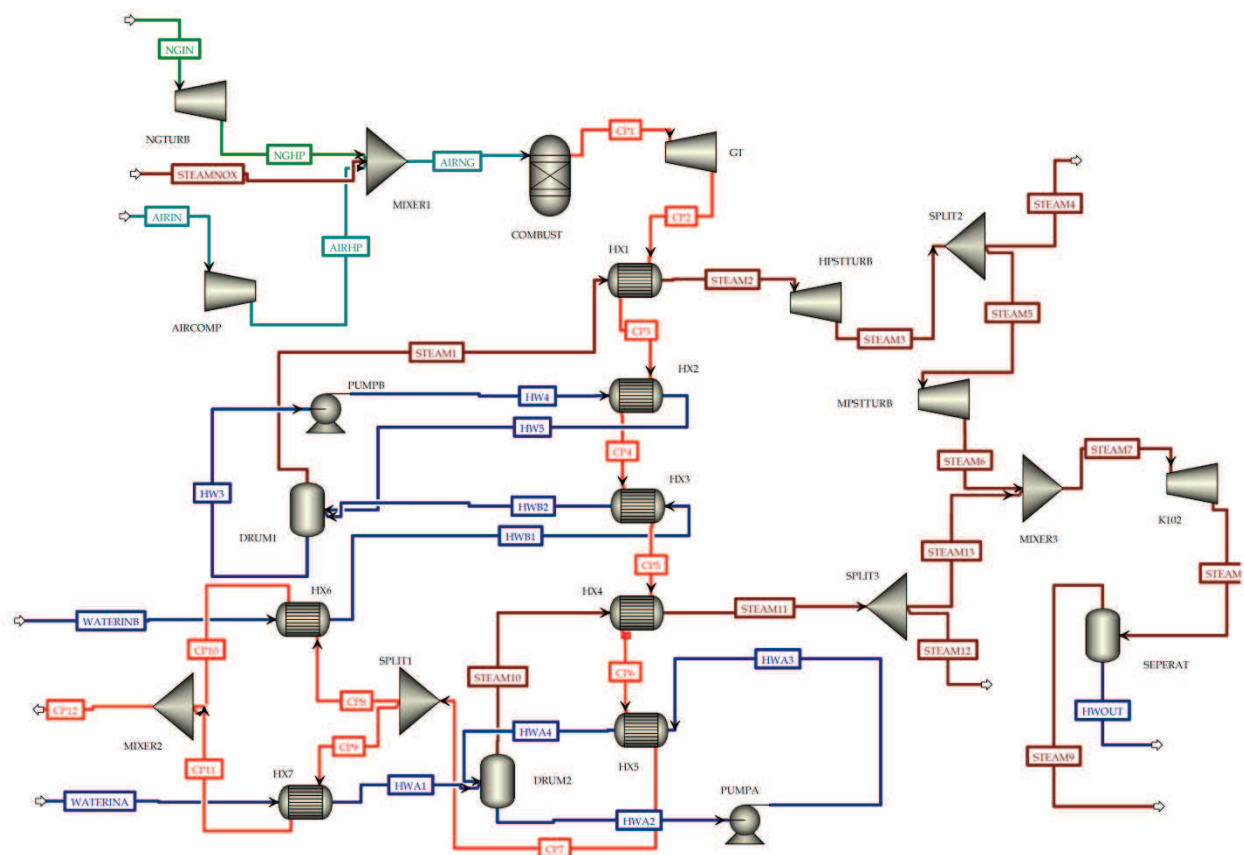 NGIN
NGTURB
NGHP
STEAMNOX
AIRIN
AIRHP
AIRCOMP
MIXER1
AIRNG
COMBUST
CP1
GT
CP2
HX1
STEAM2
HPSTTURB
SPLIT2
STEAM4
STEAM3
STEAM5
CP3
STEAM1
HX2
PUMPB
HW4
HW5
MPSTTURB
CP4
STEAM6
STEAM7
HX3
HW3
HWB2
DRUM1
HWB1
MIXER3
K102
CP5
STEAM13
SPLIT3
STEAM
HX6
HX4
WATERINB
STEAM11
CP10
SPLIT1
STEAM10
CP6
HWA3
STEAM12
SEPERAT
CP8
CP12
HWA4
HWOUT
MIXER2
CP9
CP11
HX7
DRUM2
HX5
STEAM9
WATERINA
HWA1
PUMPA
HWA2
CP7